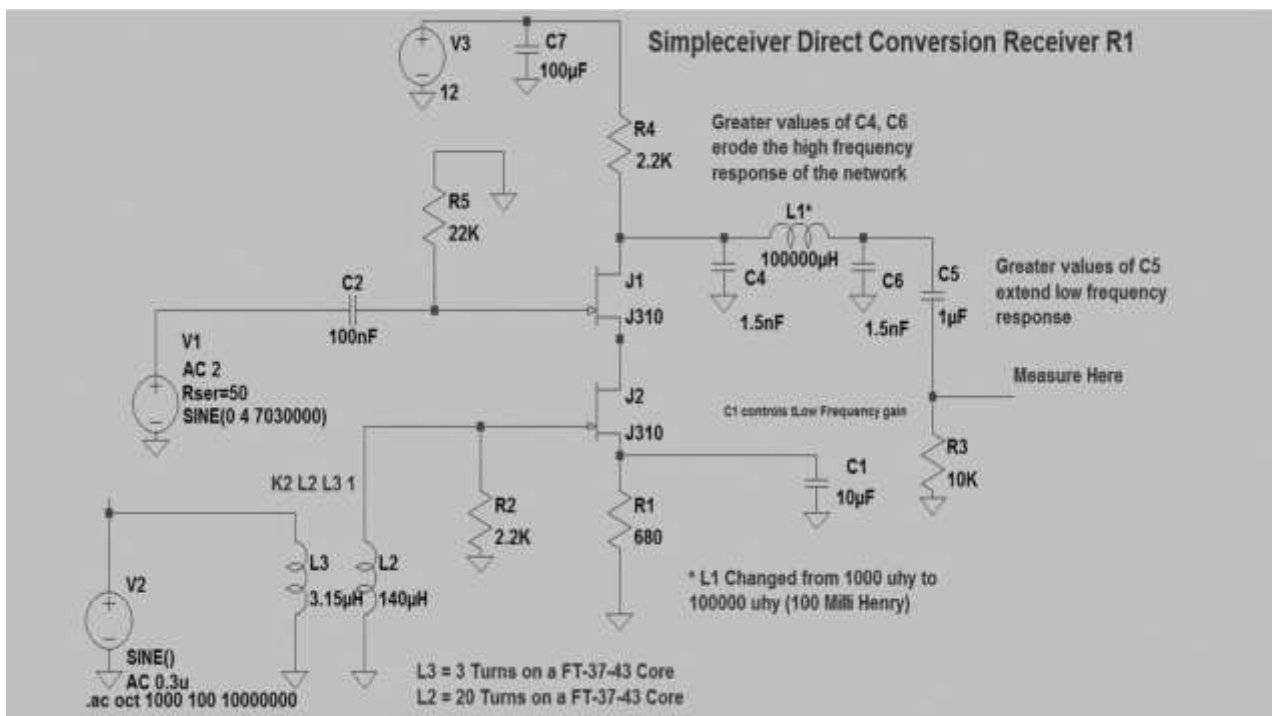 Simpleceiver Direct Conversion Receiver R1
V3
12
C7
100µF
R4
2.2K
Greater values of C4, C6
erode the high frequency
response of the network
R5
22K
L1*
100000µH
C4
1.5nF
C6
1.5nF
C5
1µF
Greater values of C5
extend low frequency
response
C2
100nF
J1
J310
V1
AC 2
Rser=50
SINE(0 4 7030000)
Measure Here
J2
J310
C1 controls tLow Frequency gain
R3
10K
C1
10µF
K2 L2 L3 1
R2
2.2K
R1
680
L3
3.15µH
L2
140µH
* L1 Changed from 1000 uhy to
100000 uhy (100 Milli Henry)
V2
SINE()
AC 0.3u
.ac oct 1000 100 10000000
L3 = 3 Turns on a FT-37-43 Core
L2 = 20 Turns on a FT-37-43 Core